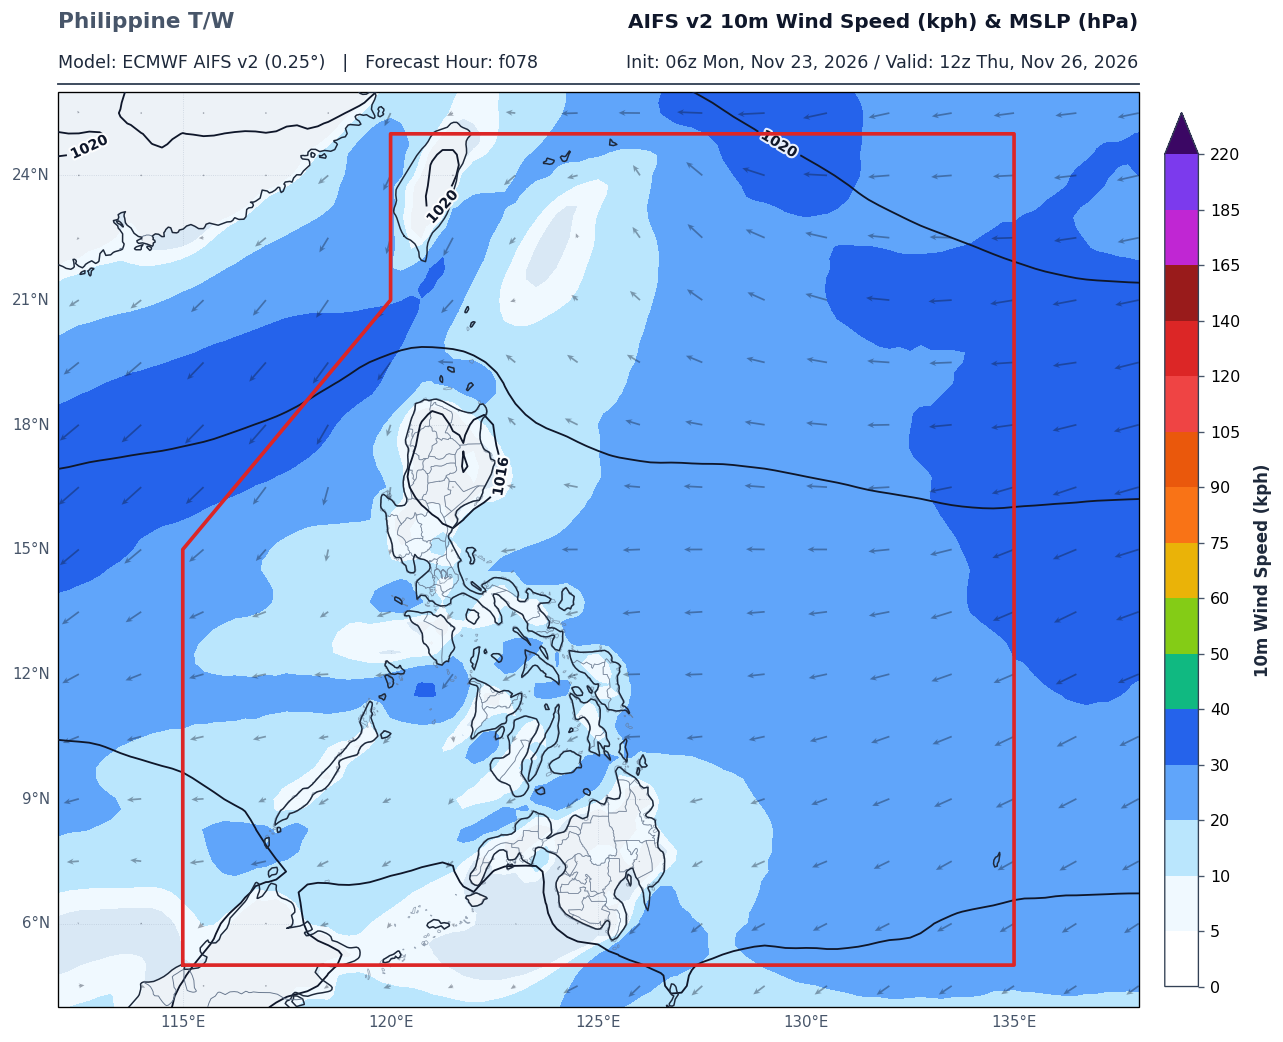 Philippine T/W
AIFS v2 10m Wind Speed (kph) & MSLP (hPa)
Model: ECMWF AIFS v2 (0.25°) | Forecast Hour: f078
Init: 06z Mon, Nov 23, 2026 / Valid: 12z Thu, Nov 26, 2026
1020
1020
1020
1016
24°N
21°N
18°N
15°N
12°N
9°N
6°N
115°E
120°E
125°E
130°E
135°E
220
185
165
140
120
105
90
75
60
50
40
30
20
10
5
0
10m Wind Speed (kph)